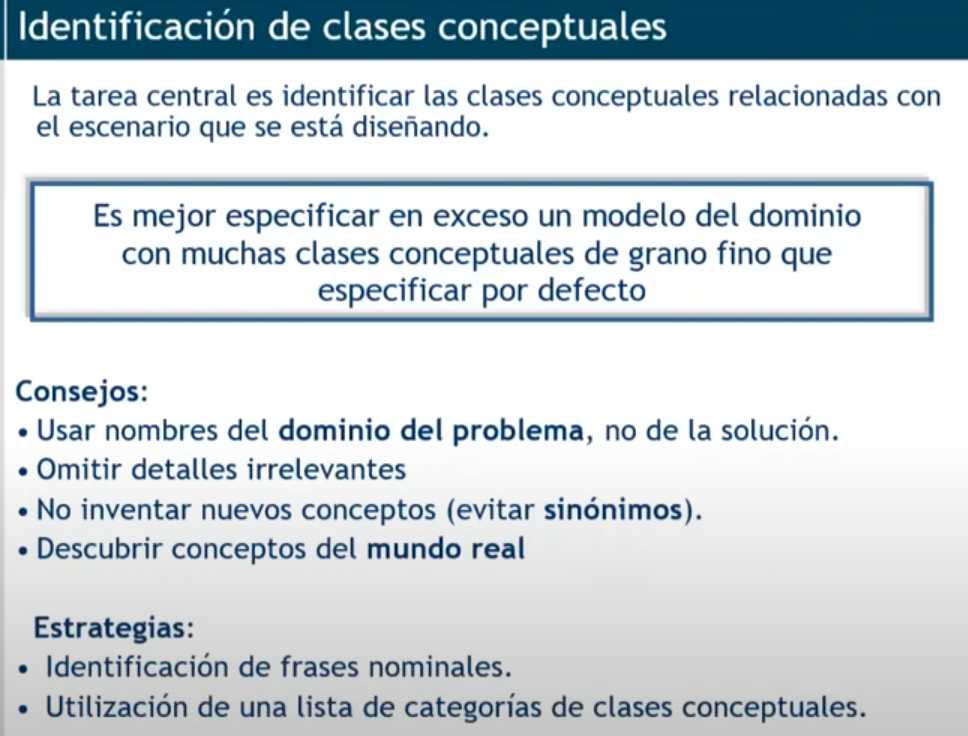 Identificación de clases conceptuales
La tarea central es identificar las clases conceptuales relacionadas con
el escenario que se está diseñando.
Es mejor especificar en exceso un modelo del dominio
con muchas clases conceptuales de grano fino que
especificar por defecto
Consejos:
• Usar nombres del dominio del problema, no de la solución.
• Omitir detalles irrelevantes
• No inventar nuevos conceptos (evitar sinónimos).
• Descubrir conceptos del mundo real
Estrategias:
• Identificación de frases nominales.
• Utilización de una lista de categorías de clases conceptuales.